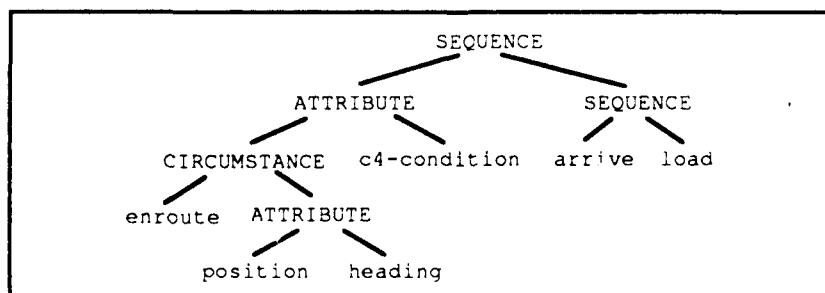 SEQUENCE
ATTRIBUTE SEQUENCE
CIRCUMSTANCE c4-condition arrive load
enroute ATTRIBUTE
position heading